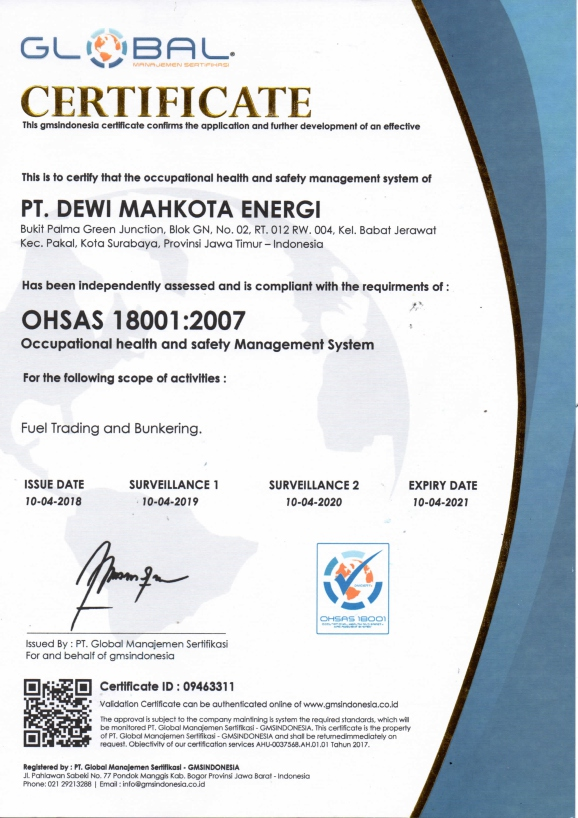 GLOBAL®
MANAJEMEN SERTIFIKASI
CERTIFICATE
This gmsindonesia certificate confirms the application and further development of an effective
This is to certify that the occupational health and safety management system of
PT. DEWI MAHKOTA ENERGI
Bukit Palma Green Junction, Blok GN, No. 02, RT. 012 RW. 004, Kel. Babat Jerawat
Kec. Pakal, Kota Surabaya, Provinsi Jawa Timur – Indonesia
Has been independently assessed and is compliant with the requirments of :
OHSAS 18001:2007
Occupational health and safety Management System
For the following scope of activities :
Fuel Trading and Bunkering.
ISSUE DATE SURVEILLANCE 1 SURVEILLANCE 2 EXPIRY DATE
10-04-2018 10-04-2019 10-04-2020 10-04-2021
OHSAS 18001
Issued By : PT. Global Manajemen Sertifikasi
For and behalf of gmsindonesia
Certificate ID : 09463311
Validation Certificate can be authenticated online of www.gmsindonesia.co.id
The approval is subject to the company maintining is system the required standards, which will
be monitored PT. Global Manajemen Sertifikasi - GMSINDONESIA. This certificate is the property
of PT. Global Manajemen Sertifikasi - GMSINDONESIA and shall be returnedimmediately on
request. Objectivity of our certification services AHU-0037568.AH.01.01 Tahun 2017.
Registered by : PT. Global Manajemen Sertifikasi - GMSINDONESIA
Jl. Pahlawan Sabeki No. 77 Pondok Manggis Kab. Bogor Provinsi Jawa Barat - Indonesia
Phone: 021 29213288 | Email : info@gmsindonesia.co.id